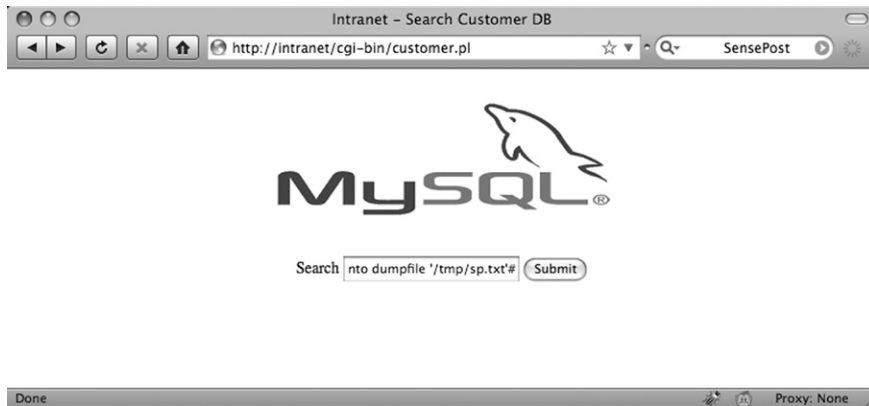 Intranet – Search Customer DB
http://intranet/cgi-bin/customer.pl
SensePost
MySQL®
Search nto dumpfile '/tmp/sp.txt'# Submit
Done Proxy: None